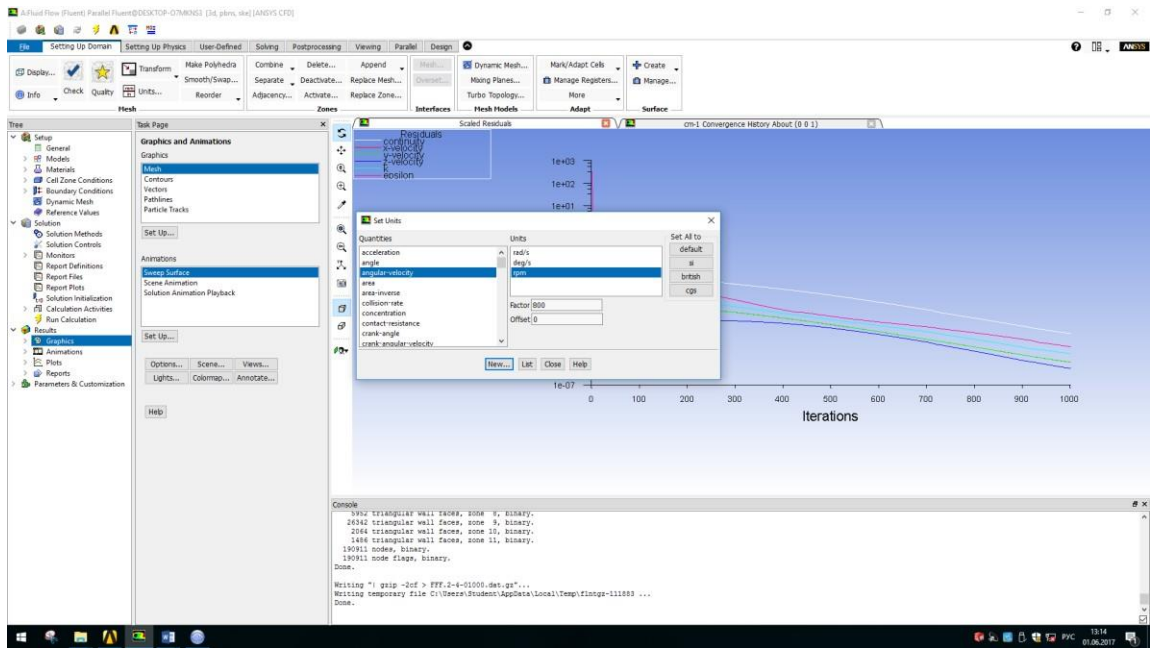 A:Fluid Flow (Fluent) Parallel Fluent@DESKTOP-O7MKNS3 [3d, pbns, ske] [ANSYS CFD]
File Setting Up Domain Setting Up Physics User-Defined Solving Postprocessing Viewing Parallel Design
ANSYS
Display... Info Check Quality
Transform Units...
Make Polyhedra
Smooth/Swap...
Reorder
Mesh
Combine Delete...
Separate Deactivate...
Adjacency... Activate...
Append
Replace Mesh...
Replace Zone...
Zones
Mesh...
Overset...
Interfaces
Dynamic Mesh...
Mixing Planes...
Turbo Topology...
Mesh Models
Mark/Adapt Cells
Manage Registers...
More
Adapt
Create
Manage...
Surface
Tree
Setup
General
Models
Materials
Cell Zone Conditions
Boundary Conditions
Dynamic Mesh
Reference Values
Solution
Solution Methods
Solution Controls
Monitors
Report Definitions
Report Files
Report Plots
Solution Initialization
Calculation Activities
Run Calculation
Results
Graphics
Animations
Plots
Reports
Parameters & Customization
Task Page
Graphics and Animations
Graphics
Mesh
Contours
Vectors
Pathlines
Particle Tracks
Set Up...
Animations
Sweep Surface
Scene Animation
Solution Animation Playback
Set Up...
Options... Scene... Views...
Lights... Colormap... Annotate...
Help
Scaled Residuals
cm-1 Convergence History About (0 0 1)
Residuals
continuity
x-velocity
y-velocity
z-velocity
k
epsilon
1e+03
1e+02
1e+01
Set Units
Quantities
acceleration
angle
angular-velocity
area
area-inverse
collision-rate
concentration
contact-resistance
crank-angle
crank-angular-velocity
Units
rad/s
deg/s
rpm
Factor 800
Offset 0
Set All to
default
si
british
cgs
New... List Close Help
1e-07
0 100 200 300 400 500 600 700 800 900 1000
Iterations
Console
5952 triangular wall faces, zone 8, binary.
26342 triangular wall faces, zone 9, binary.
2064 triangular wall faces, zone 10, binary.
1486 triangular wall faces, zone 11, binary.
190911 nodes, binary.
190911 node flags, binary.
Done.
Writing "| gzip -2cf > FFF.2-4-01000.dat.gz"...
Writing temporary file C:\Users\Student\AppData\Local\Temp\flntgz-111883 ...
Done.
РУС
13:14
01.06.2017